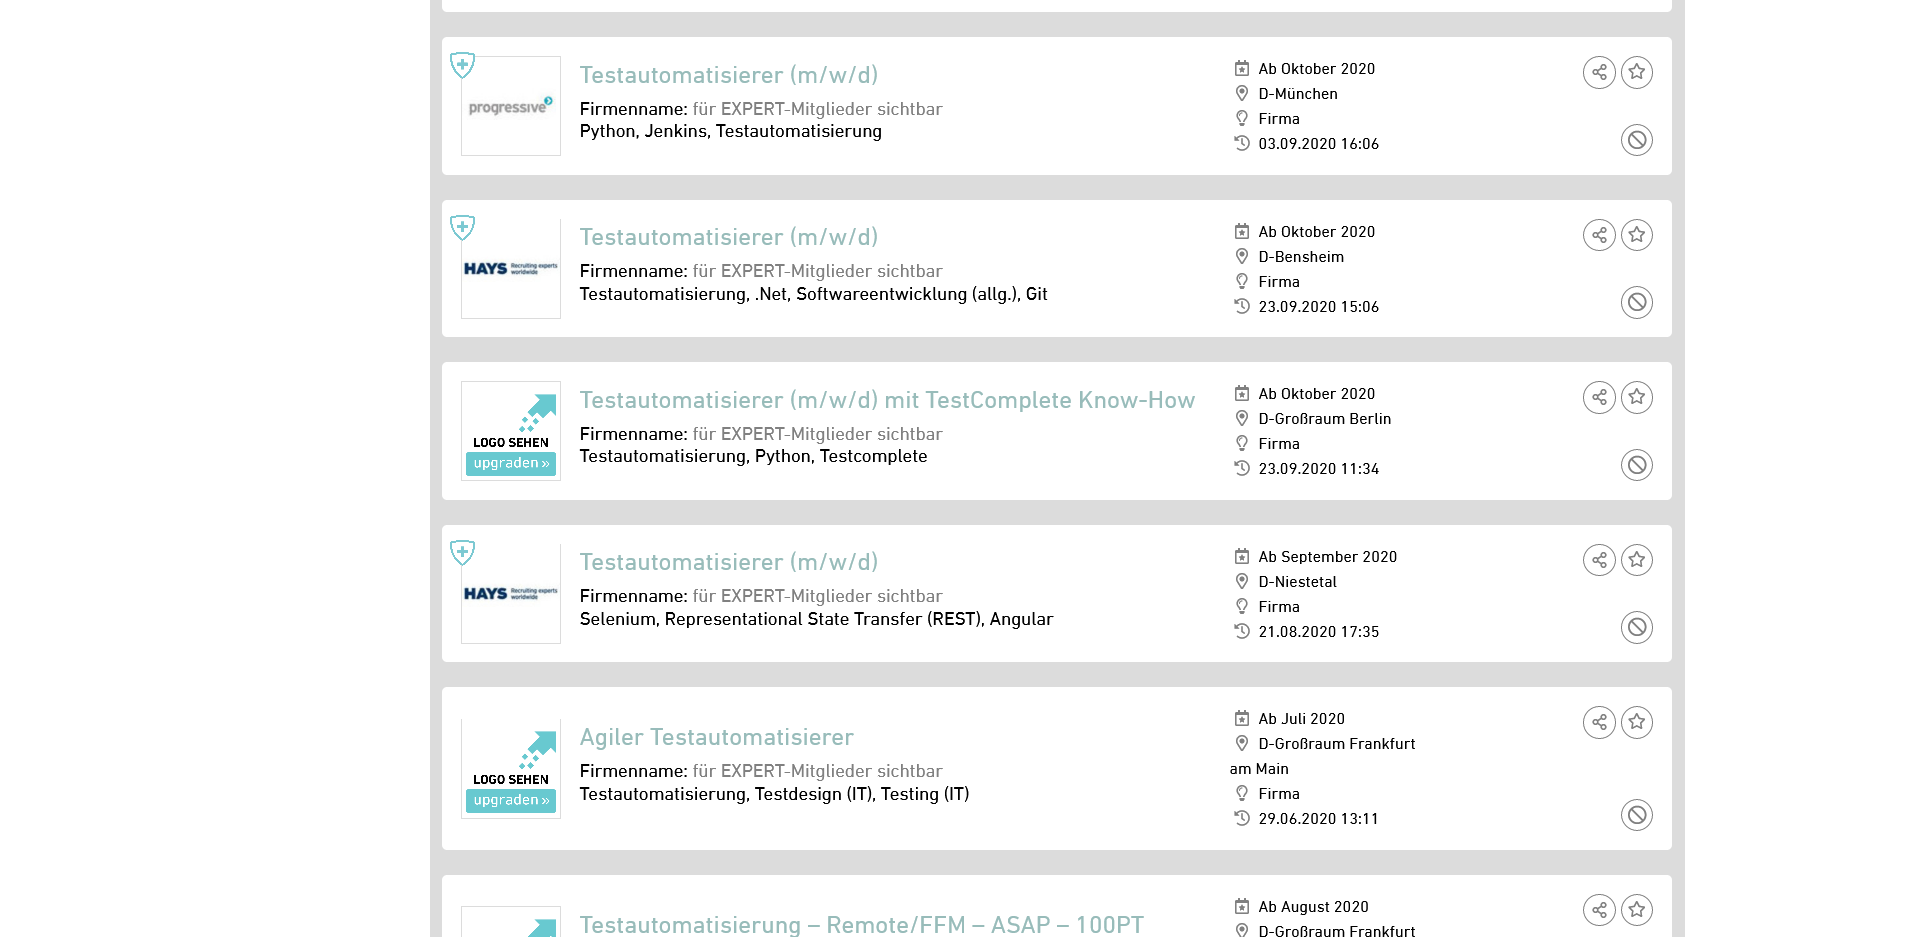 progressive
Testautomatisierer (m/w/d)
Firmenname: für EXPERT-Mitglieder sichtbar
Python, Jenkins, Testautomatisierung
Ab Oktober 2020
D-München
Firma
03.09.2020 16:06
HAYS Recruiting experts worldwide
Testautomatisierer (m/w/d)
Firmenname: für EXPERT-Mitglieder sichtbar
Testautomatisierung, .Net, Softwareentwicklung (allg.), Git
Ab Oktober 2020
D-Bensheim
Firma
23.09.2020 15:06
LOGO SEHEN
upgraden »
Testautomatisierer (m/w/d) mit TestComplete Know-How
Firmenname: für EXPERT-Mitglieder sichtbar
Testautomatisierung, Python, Testcomplete
Ab Oktober 2020
D-Großraum Berlin
Firma
23.09.2020 11:34
HAYS Recruiting experts worldwide
Testautomatisierer (m/w/d)
Firmenname: für EXPERT-Mitglieder sichtbar
Selenium, Representational State Transfer (REST), Angular
Ab September 2020
D-Niestetal
Firma
21.08.2020 17:35
LOGO SEHEN
upgraden »
Agiler Testautomatisierer
Firmenname: für EXPERT-Mitglieder sichtbar
Testautomatisierung, Testdesign (IT), Testing (IT)
Ab Juli 2020
D-Großraum Frankfurt
am Main
Firma
29.06.2020 13:11
Testautomatisierung – Remote/FFM – ASAP – 100PT
Ab August 2020
D-Großraum Frankfurt